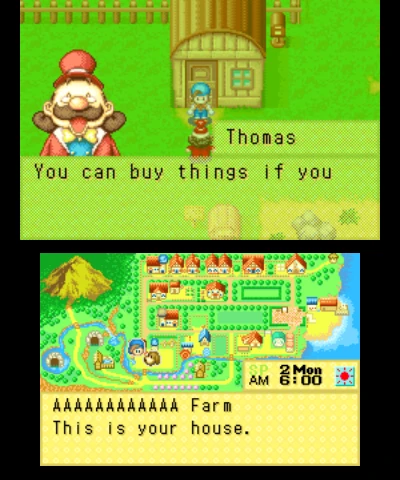 Thomas
You can buy things if you
SP 2 Mon
AM 6:00
AAAAAAAAAAAA Farm
This is your house.